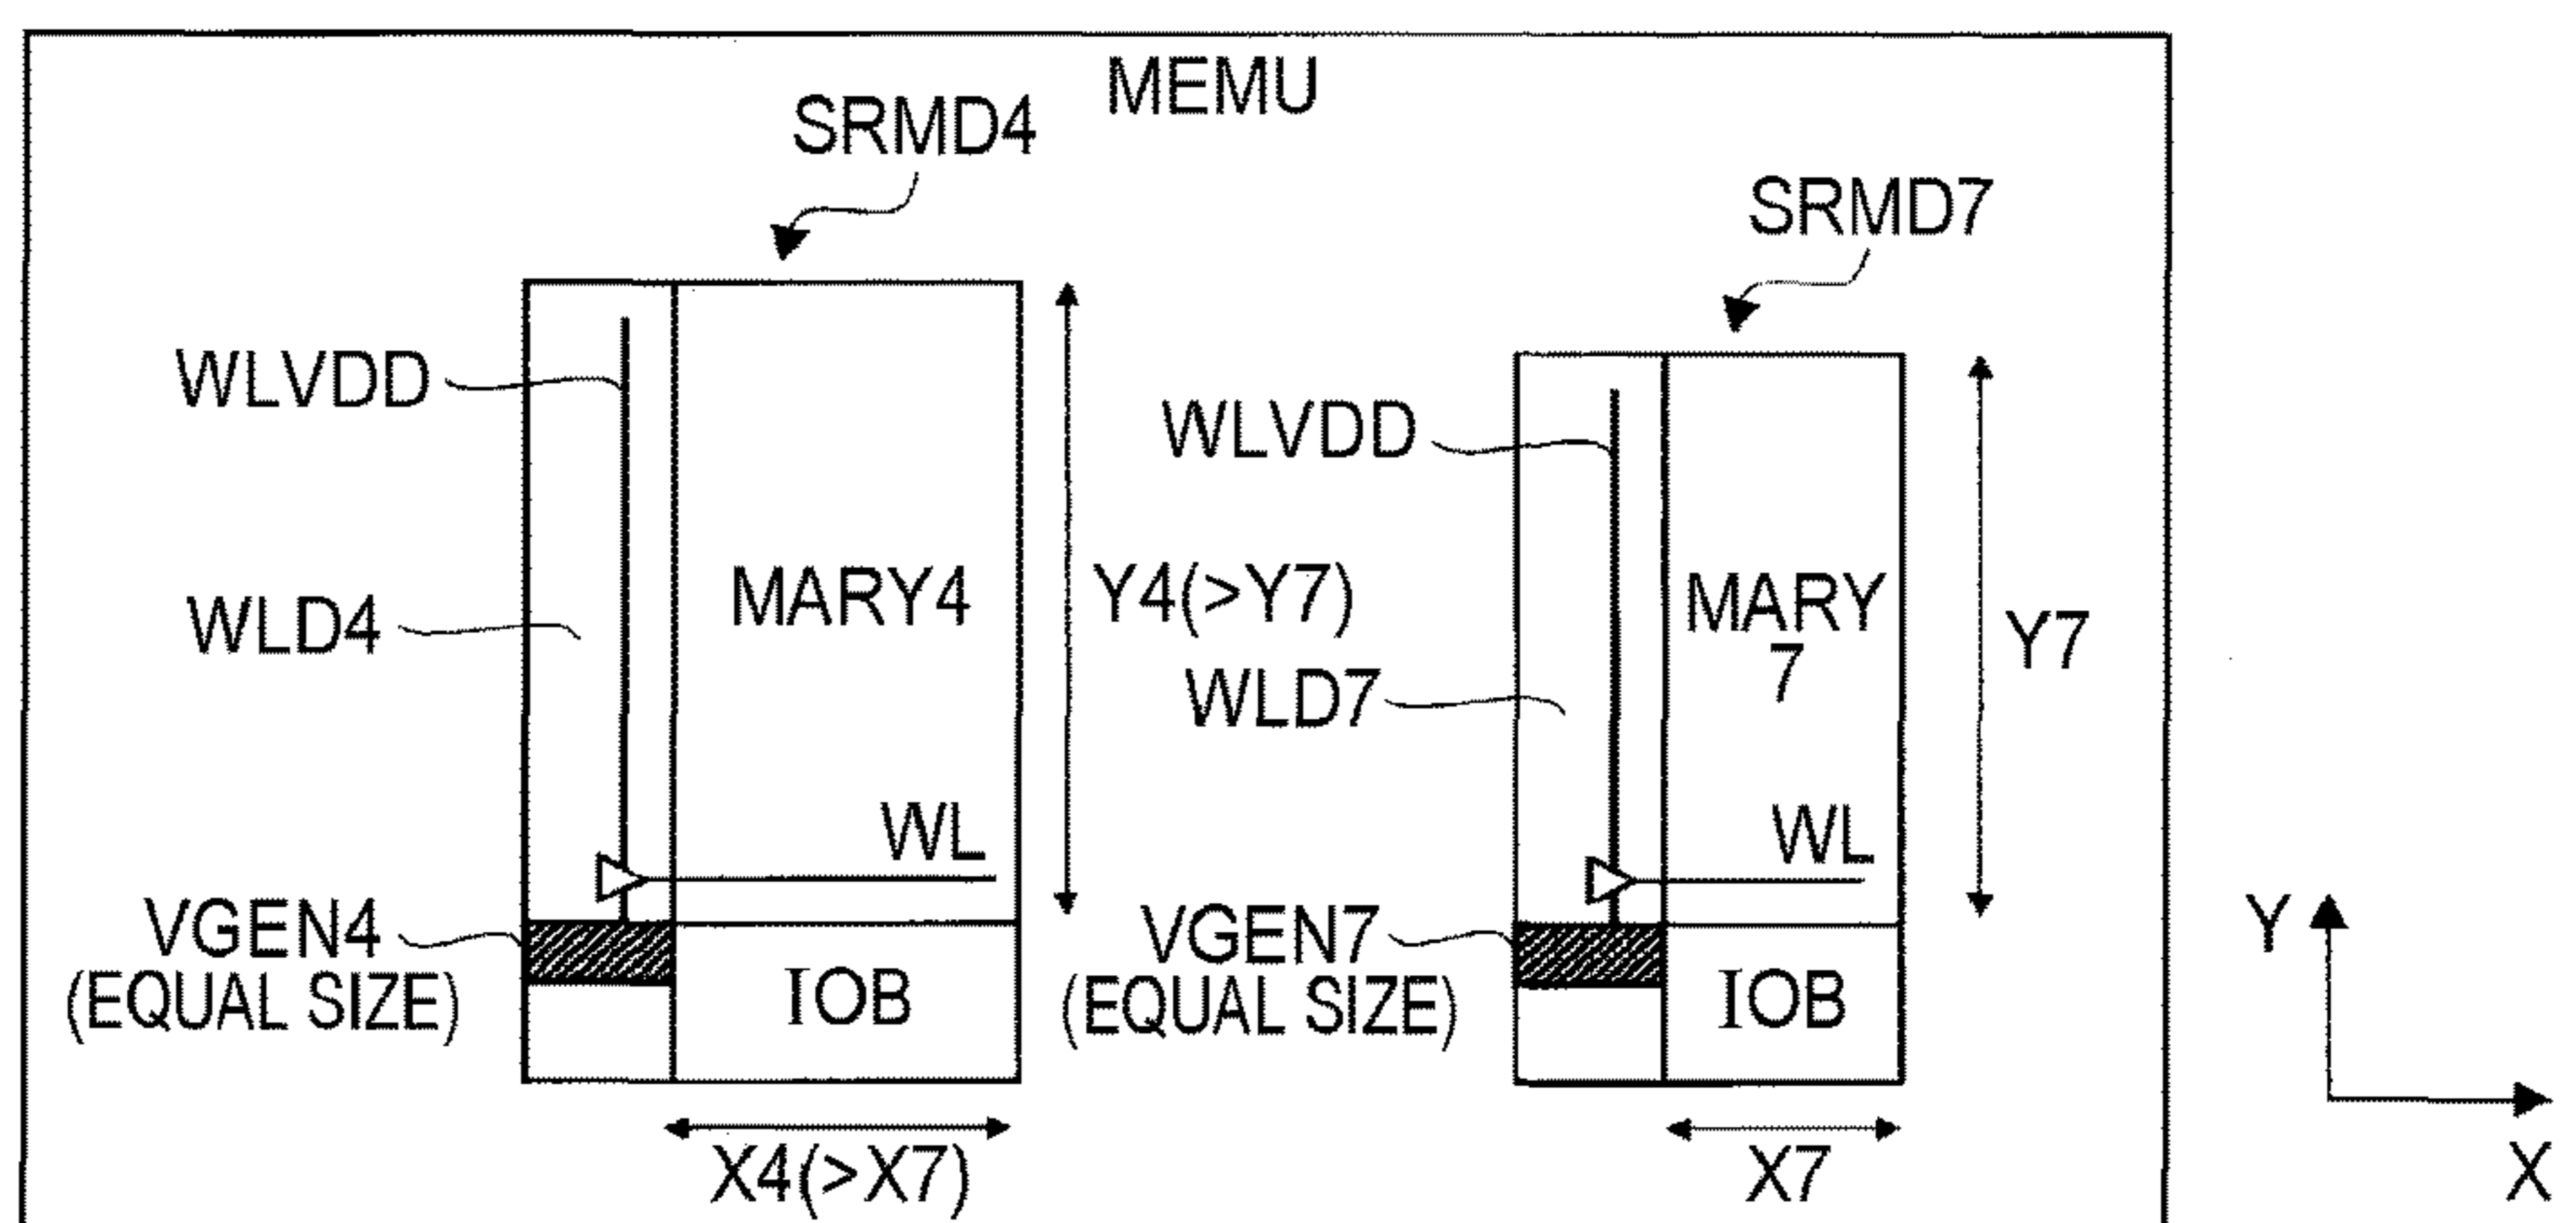 MEMU
SRMD4
SRMD7
WLVDD
WLVDD
WLD4
MARY4
Y4(>Y7)
MARY
7
Y7
WLD7
WL
WL
VGEN4
(EQUAL SIZE)
VGEN7
(EQUAL SIZE)
IOB
IOB
Y
X
X4(>X7)
X7